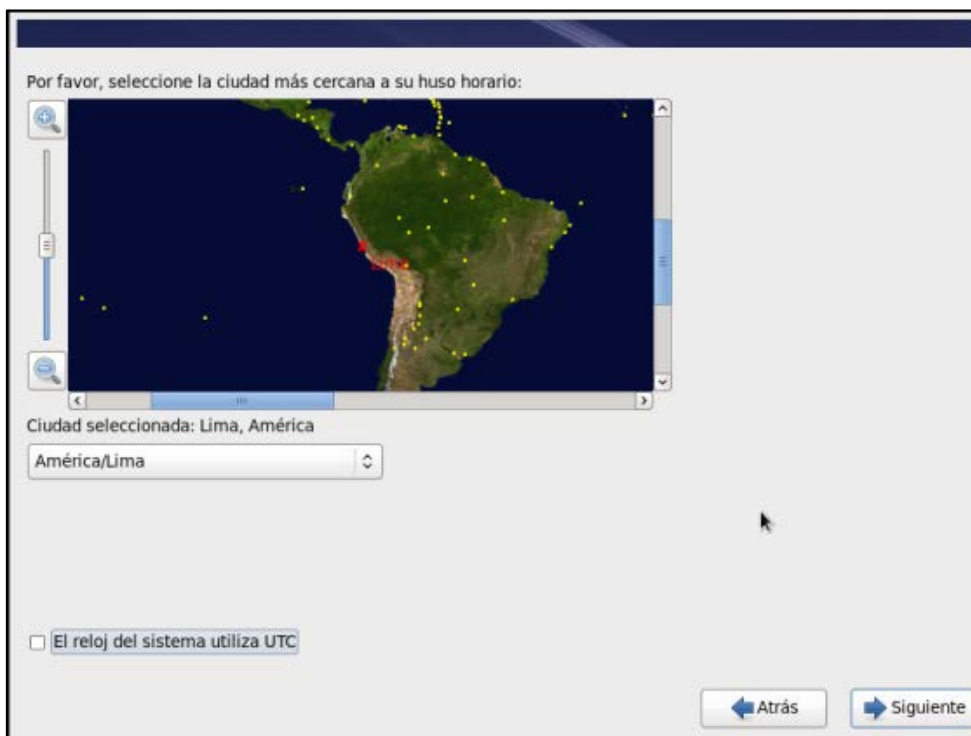 Por favor, seleccione la ciudad más cercana a su huso horario:
Lima
Ciudad seleccionada: Lima, América
América/Lima
El reloj del sistema utiliza UTC
Atrás
Siguiente